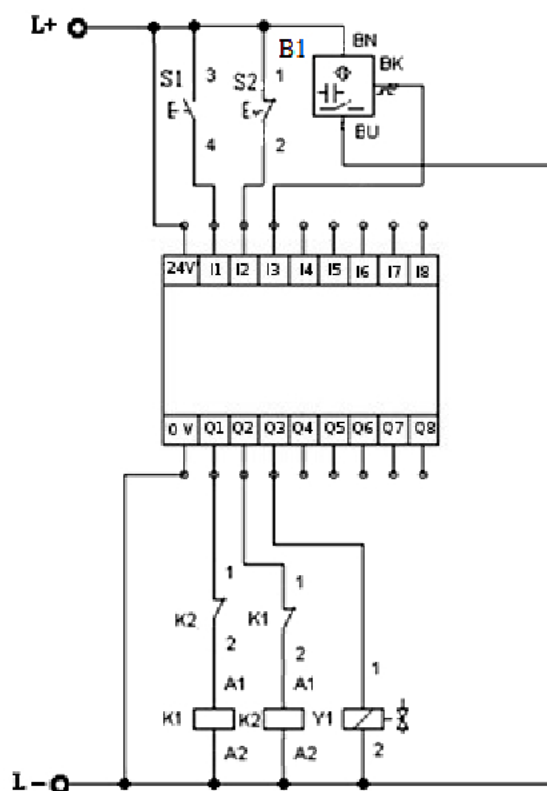 L+
BN
B1
BK
S1 3 S2 1
E E
BU
4 2
24V I1 I2 I3 I4 I5 I6 I7 I8
0 V Q1 Q2 Q3 Q4 Q5 Q6 Q7 Q8
1 1
K2 K1
2 2
A1 A1 1
K1 K2 Y1
A2 A2 2
L-